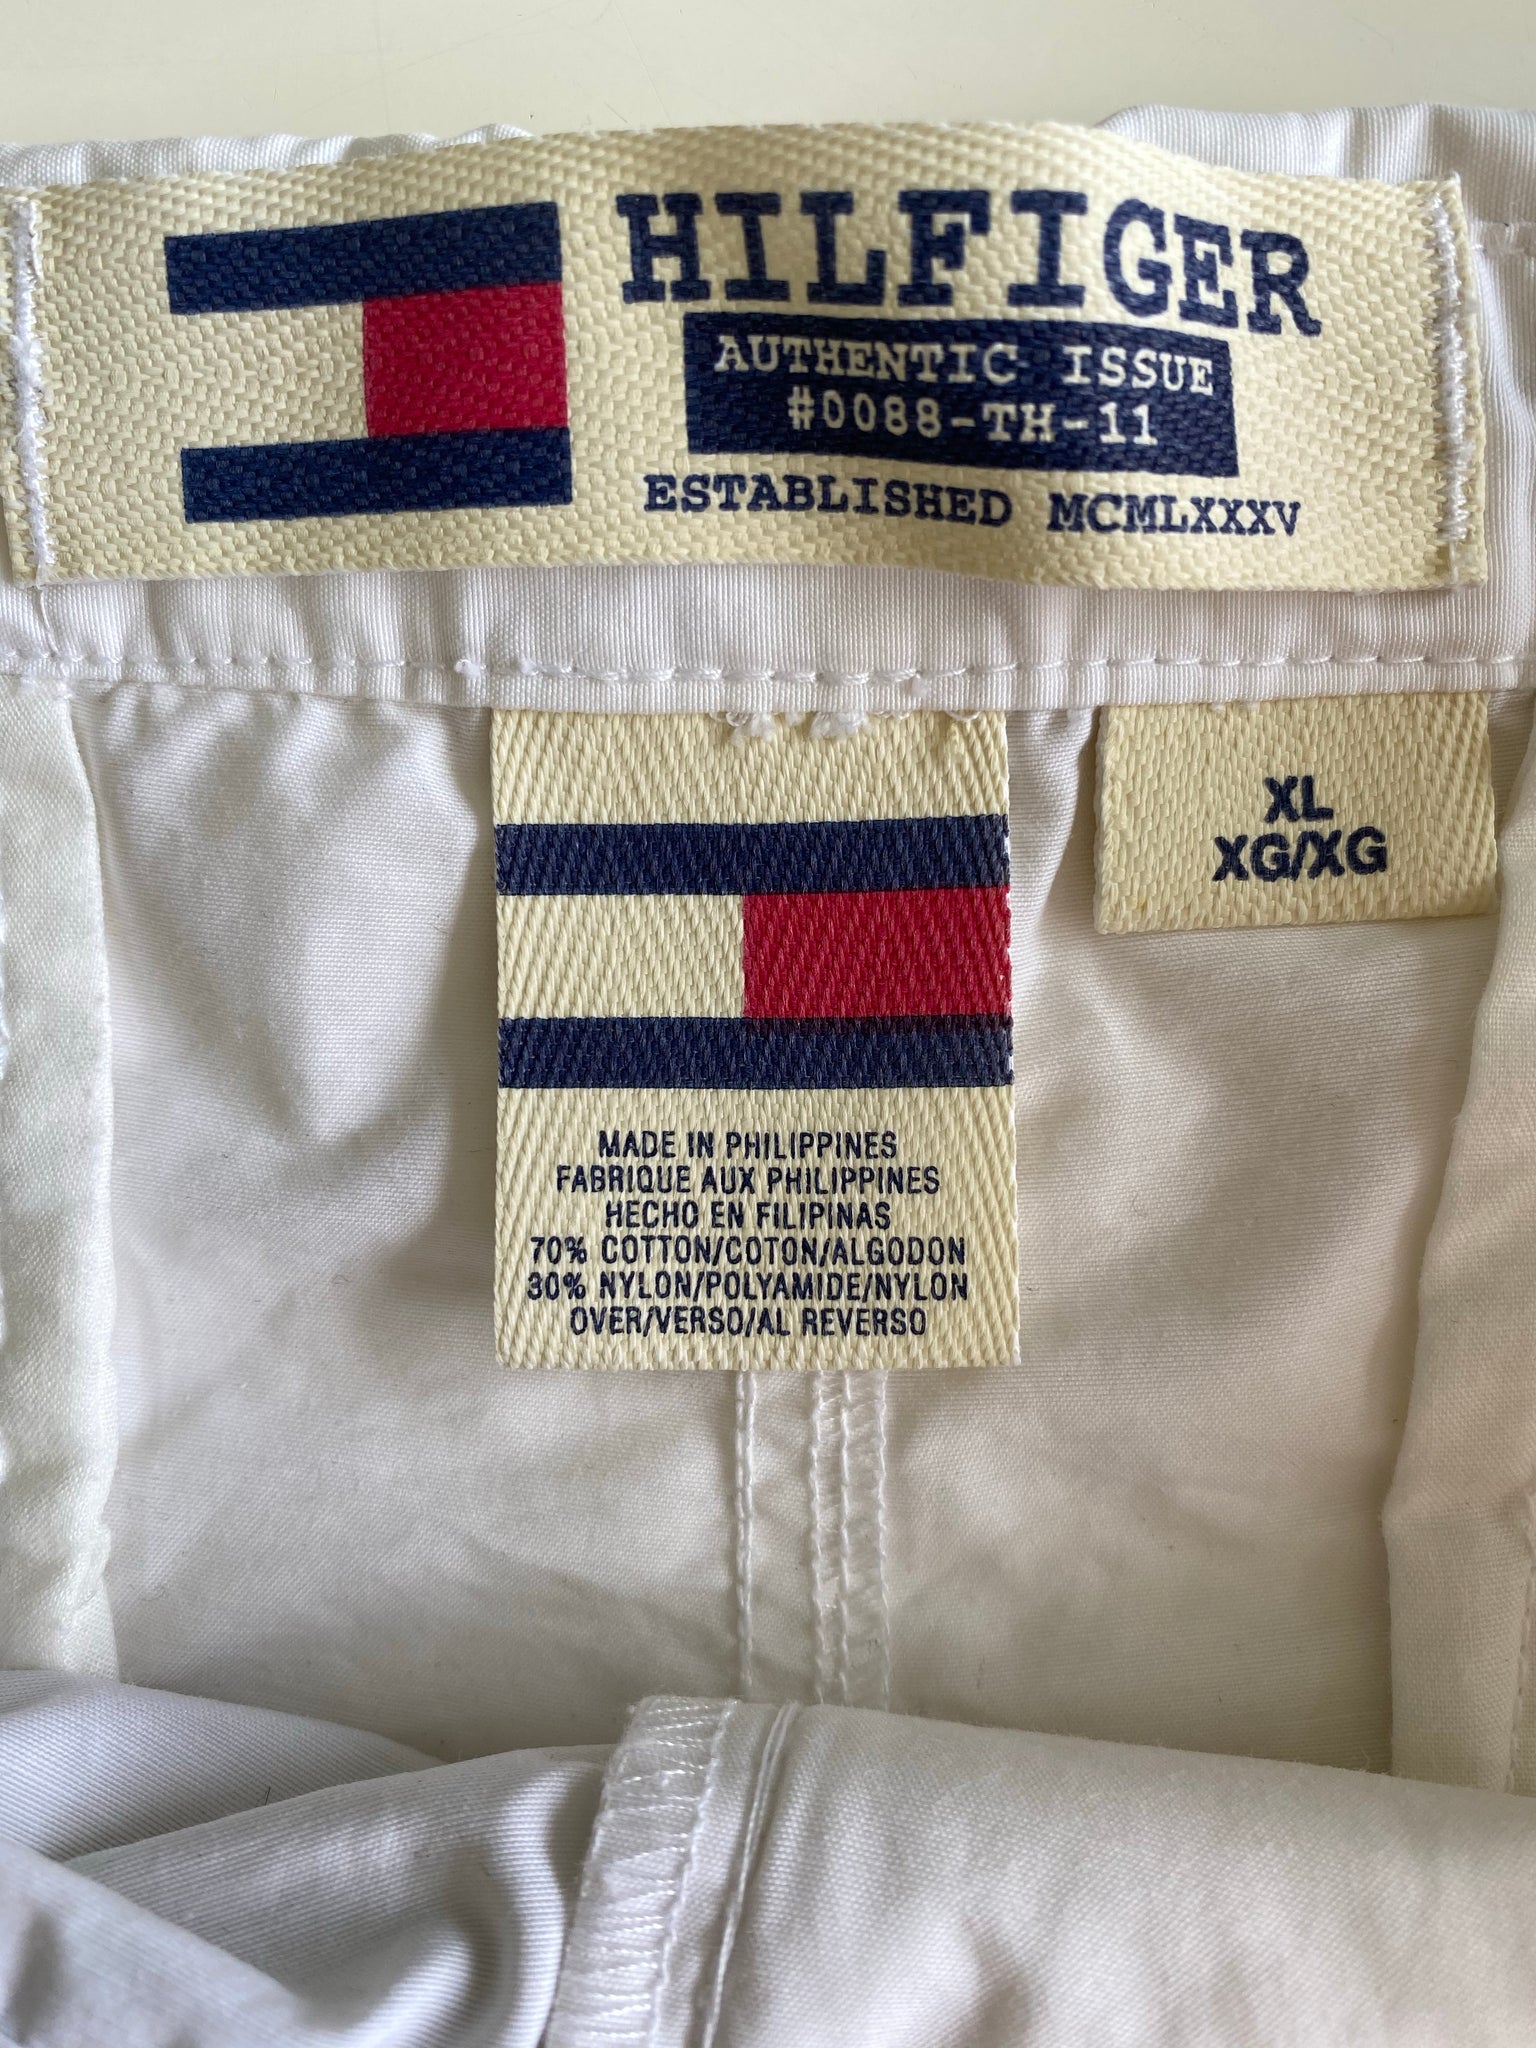 HILFIGER
AUTHENTIC ISSUE
#0088-TH-11
ESTABLISHED MCMLXXXV
XL
XG/XG
MADE IN PHILIPPINES
FABRIQUE AUX PHILIPPINES
HECHO EN FILIPINAS
70% COTTON/COTON/ALGODON
30% NYLON/POLYAMIDE/NYLON
OVER/VERSO/AL REVERSO